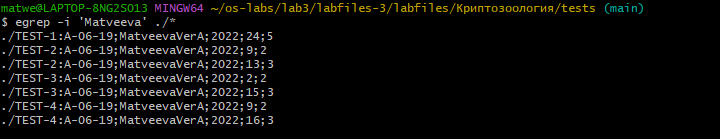 matwe@LAPTOP-8NG2SO13 MINGW64 ~/os-labs/lab3/labfiles-3/labfiles/Криптозоология/tests (main)
$ egrep -i 'Matveeva' ./*
./TEST-1:A-06-19;MatveevaVerA;2022;24;5
./TEST-2:A-06-19;MatveevaVerA;2022;9;2
./TEST-2:A-06-19;MatveevaVerA;2022;13;3
./TEST-3:A-06-19;MatveevaVerA;2022;2;2
./TEST-3:A-06-19;MatveevaVerA;2022;15;3
./TEST-4:A-06-19;MatveevaVerA;2022;9;2
./TEST-4:A-06-19;MatveevaVerA;2022;16;3